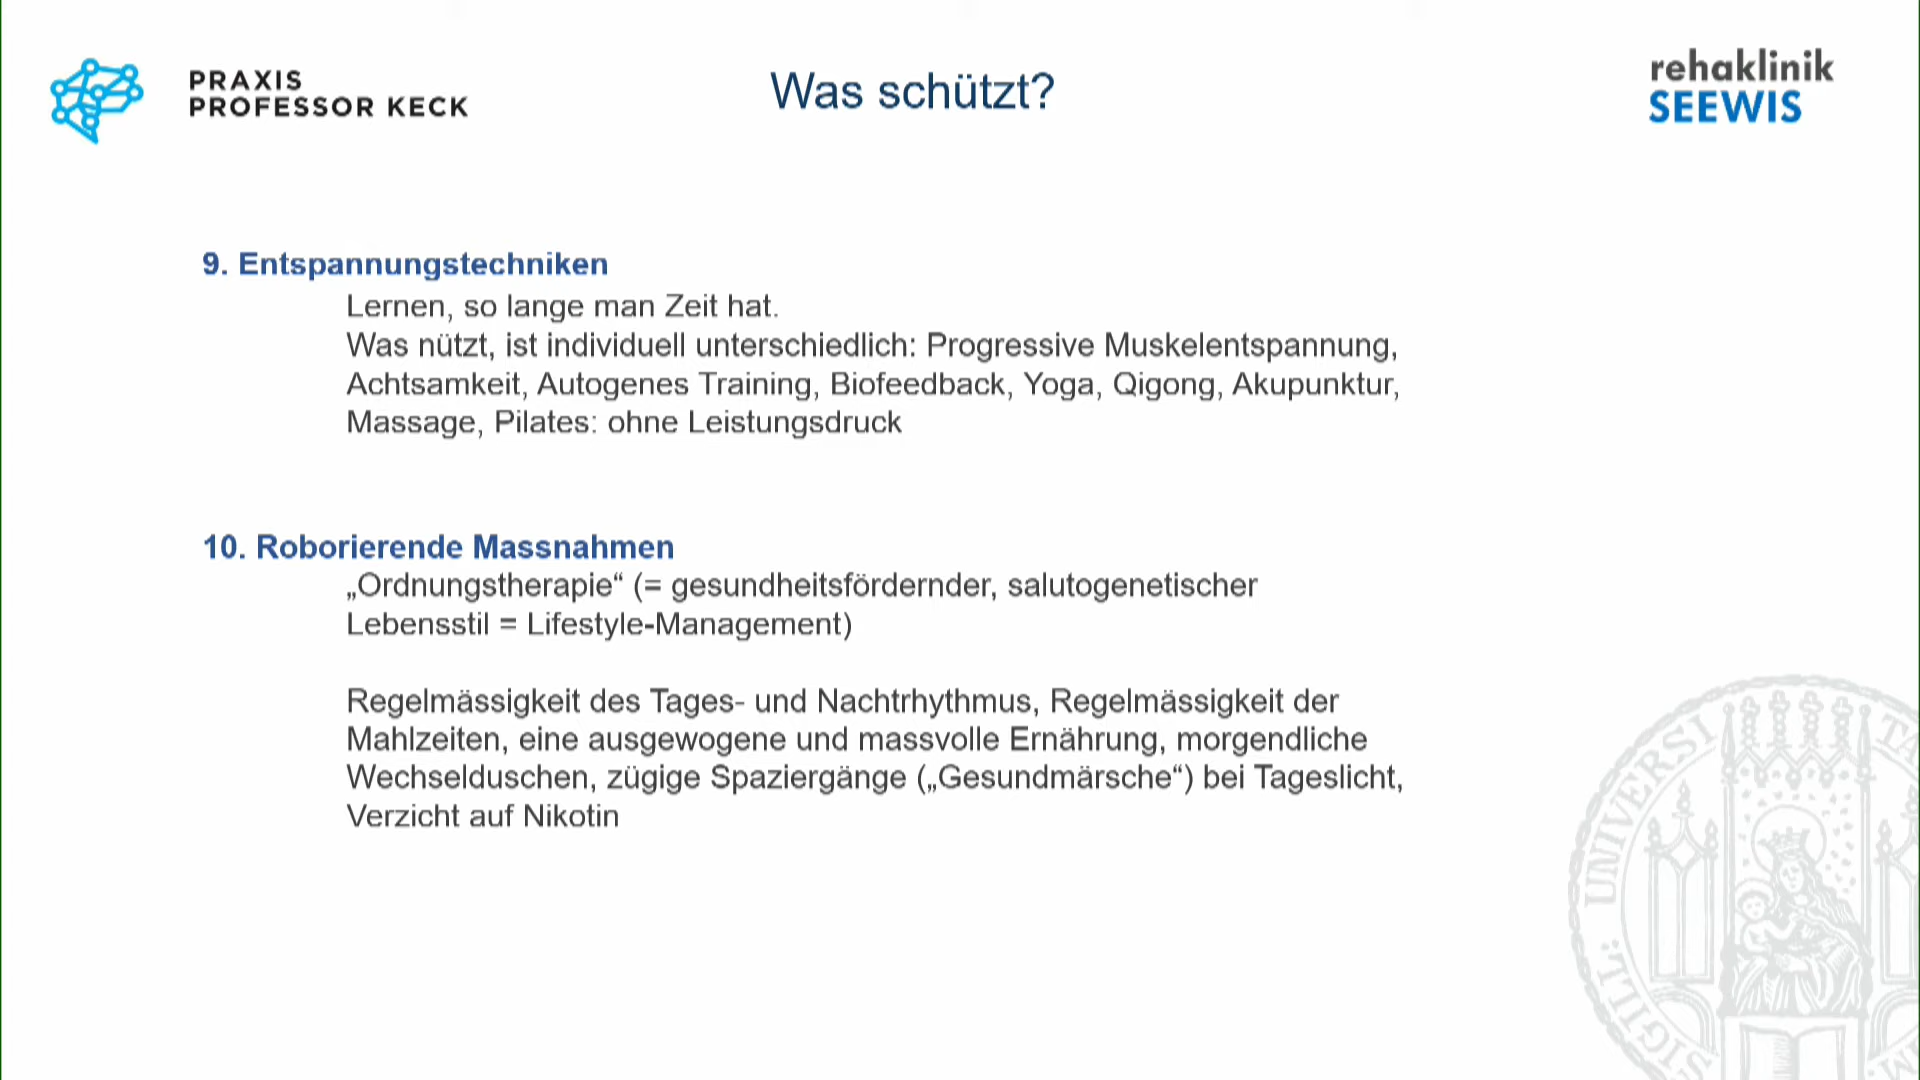 PRAXIS
PROFESSOR KECK
Was schützt?
rehaklinik
SEEWIS
9. Entspannungstechniken
Lernen, so lange man Zeit hat.
Was nützt, ist individuell unterschiedlich: Progressive Muskelentspannung,
Achtsamkeit, Autogenes Training, Biofeedback, Yoga, Qigong, Akupunktur,
Massage, Pilates: ohne Leistungsdruck
10. Roborierende Massnahmen
„Ordnungstherapie“ (= gesundheitsfördernder, salutogenetischer
Lebensstil = Lifestyle-Management)
Regelmässigkeit des Tages- und Nachtrhythmus, Regelmässigkeit der
Mahlzeiten, eine ausgewogene und massvolle Ernährung, morgendliche
Wechselduschen, zügige Spaziergänge („Gesundmärsche“) bei Tageslicht,
Verzicht auf Nikotin